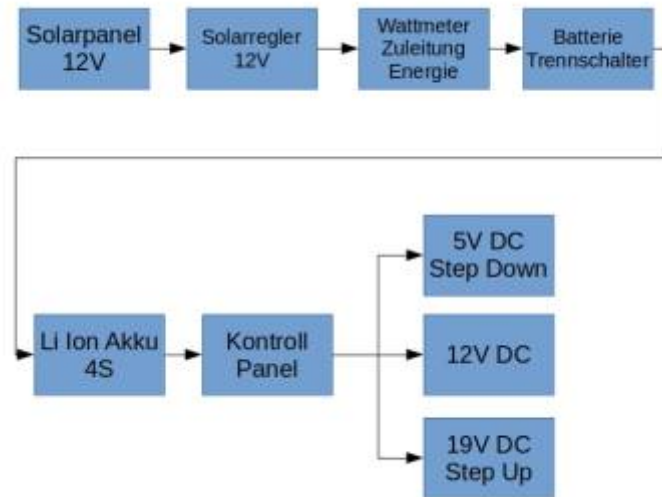 Solarpanel
12V
Solarregler
12V
Wattmeter
Zuleitung
Energie
Batterie
Trennschalter
Li Ion Akku
4S
Kontroll
Panel
5V DC
Step Down
12V DC
19V DC
Step Up